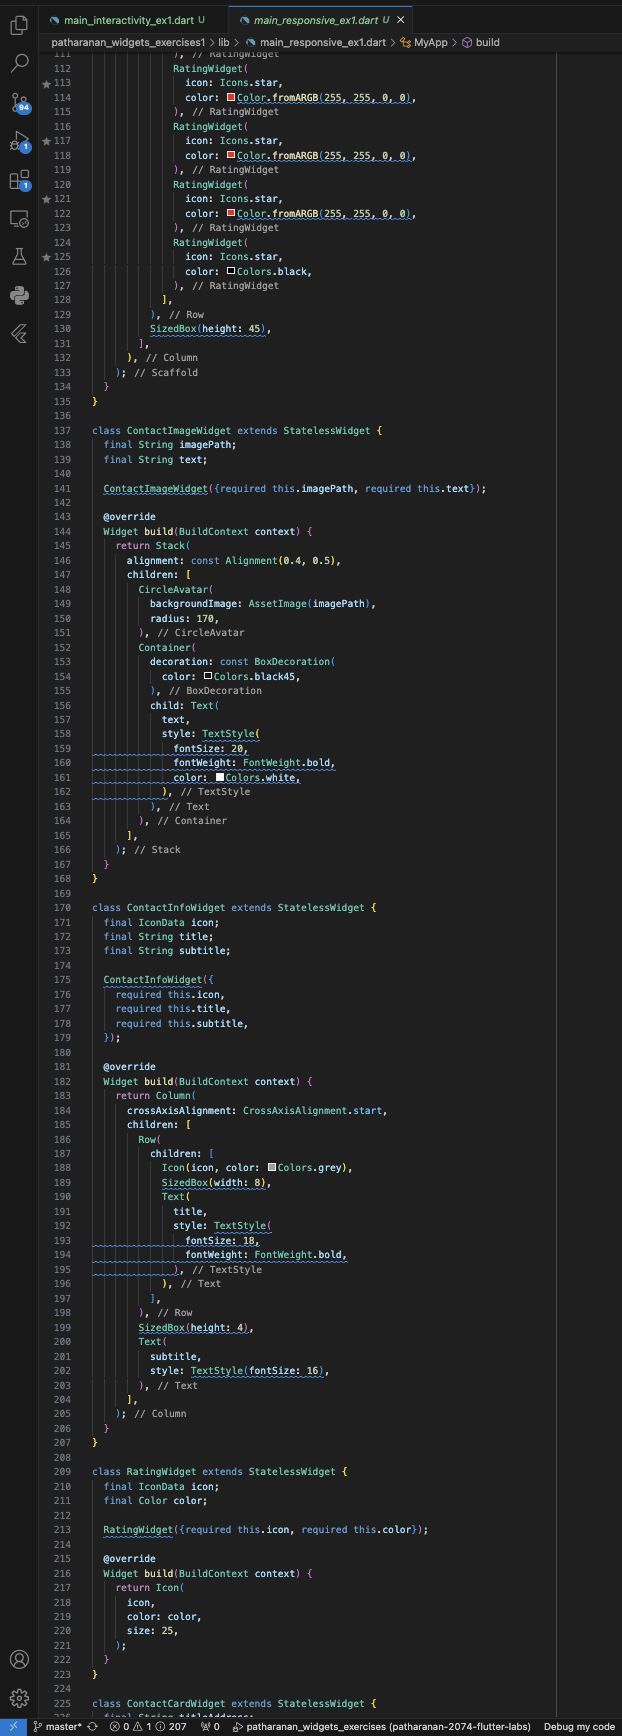 main_interactivity_ex1.dart U
main_responsive_ex1.dart U
patharanan_widgets_exercises1 > lib > main_responsive_ex1.dart > MyApp > build
111 ), // RatingWidget
112 RatingWidget(
113 icon: Icons.star,
114 color: Color.fromARGB(255, 255, 0, 0),
115 ), // RatingWidget
116 RatingWidget(
117 icon: Icons.star,
118 color: Color.fromARGB(255, 255, 0, 0),
119 ), // RatingWidget
120 RatingWidget(
121 icon: Icons.star,
122 color: Color.fromARGB(255, 255, 0, 0),
123 ), // RatingWidget
124 RatingWidget(
125 icon: Icons.star,
126 color: Colors.black,
127 ), // RatingWidget
128 ],
129 ), // Row
130 SizedBox(height: 45),
131 ],
132 ), // Column
133 ); // Scaffold
134 }
135 }
136
137 class ContactImageWidget extends StatelessWidget {
138 final String imagePath;
139 final String text;
140
141 ContactImageWidget({required this.imagePath, required this.text});
142
143 @override
144 Widget build(BuildContext context) {
145 return Stack(
146 alignment: const Alignment(0.4, 0.5),
147 children: [
148 CircleAvatar(
149 backgroundImage: AssetImage(imagePath),
150 radius: 170,
151 ), // CircleAvatar
152 Container(
153 decoration: const BoxDecoration(
154 color: Colors.black45,
155 ), // BoxDecoration
156 child: Text(
157 text,
158 style: TextStyle(
159 fontSize: 20,
160 fontWeight: FontWeight.bold,
161 color: Colors.white,
162 ), // TextStyle
163 ), // Text
164 ), // Container
165 ],
166 ); // Stack
167 }
168 }
169
170 class ContactInfoWidget extends StatelessWidget {
171 final IconData icon;
172 final String title;
173 final String subtitle;
174
175 ContactInfoWidget({
176 required this.icon,
177 required this.title,
178 required this.subtitle,
179 });
180
181 @override
182 Widget build(BuildContext context) {
183 return Column(
184 crossAxisAlignment: CrossAxisAlignment.start,
185 children: [
186 Row(
187 children: [
188 Icon(icon, color: Colors.grey),
189 SizedBox(width: 8),
190 Text(
191 title,
192 style: TextStyle(
193 fontSize: 18,
194 fontWeight: FontWeight.bold,
195 ), // TextStyle
196 ), // Text
197 ],
198 ), // Row
199 SizedBox(height: 4),
200 Text(
201 subtitle,
202 style: TextStyle(fontSize: 16),
203 ), // Text
204 ],
205 ); // Column
206 }
207 }
208
209 class RatingWidget extends StatelessWidget {
210 final IconData icon;
211 final Color color;
212
213 RatingWidget({required this.icon, required this.color});
214
215 @override
216 Widget build(BuildContext context) {
217 return Icon(
218 icon,
219 color: color,
220 size: 25,
221 );
222 }
223 }
224
225 class ContactCardWidget extends StatelessWidget {
226 final String titleAddress;
94
1
1
master* 0 1 207 0 patharanan_widgets_exercises (patharanan-2074-flutter-labs) Debug my code